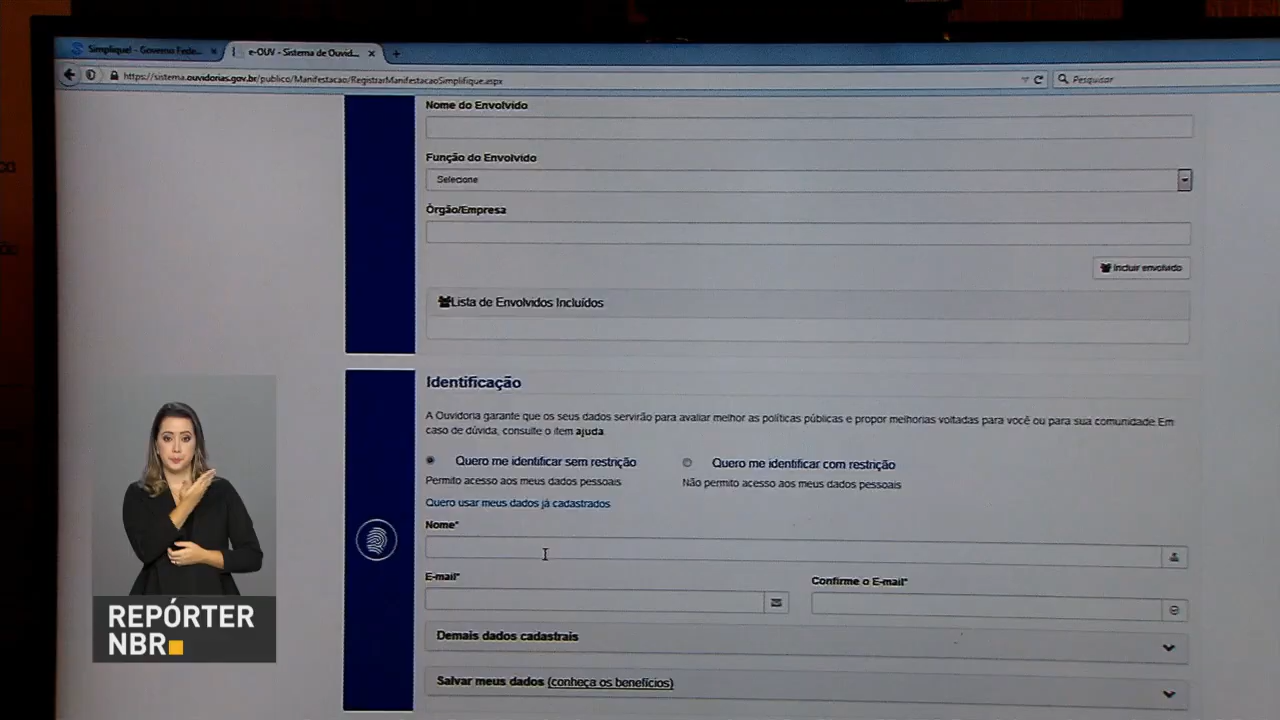 Simplique! - Governo Fede...
e-OUV - Sistema de Ouvid...
https://sistema.ouvidorias.gov.br/publico/Manifestacao/RegistrarManifestacaoSimplifique.aspx
Pesquisar
Nome do Envolvido
Função do Envolvido
Selecione
Órgão/Empresa
Incluir envolvido
Lista de Envolvidos Incluídos
Identificação
A Ouvidoria garante que os seus dados servirão para avaliar melhor as políticas públicas e propor melhorias voltadas para você ou para sua comunidade.Em
caso de dúvida, consulte o item ajuda.
Quero me identificar sem restrição
Quero me identificar com restrição
Permito acesso aos meus dados pessoais
Não permito acesso aos meus dados pessoais
Quero usar meus dados já cadastrados
Nome*
E-mail*
Confirme o E-mail*
Demais dados cadastrais
Salvar meus dados (conheça os benefícios)
REPÓRTER
NBR